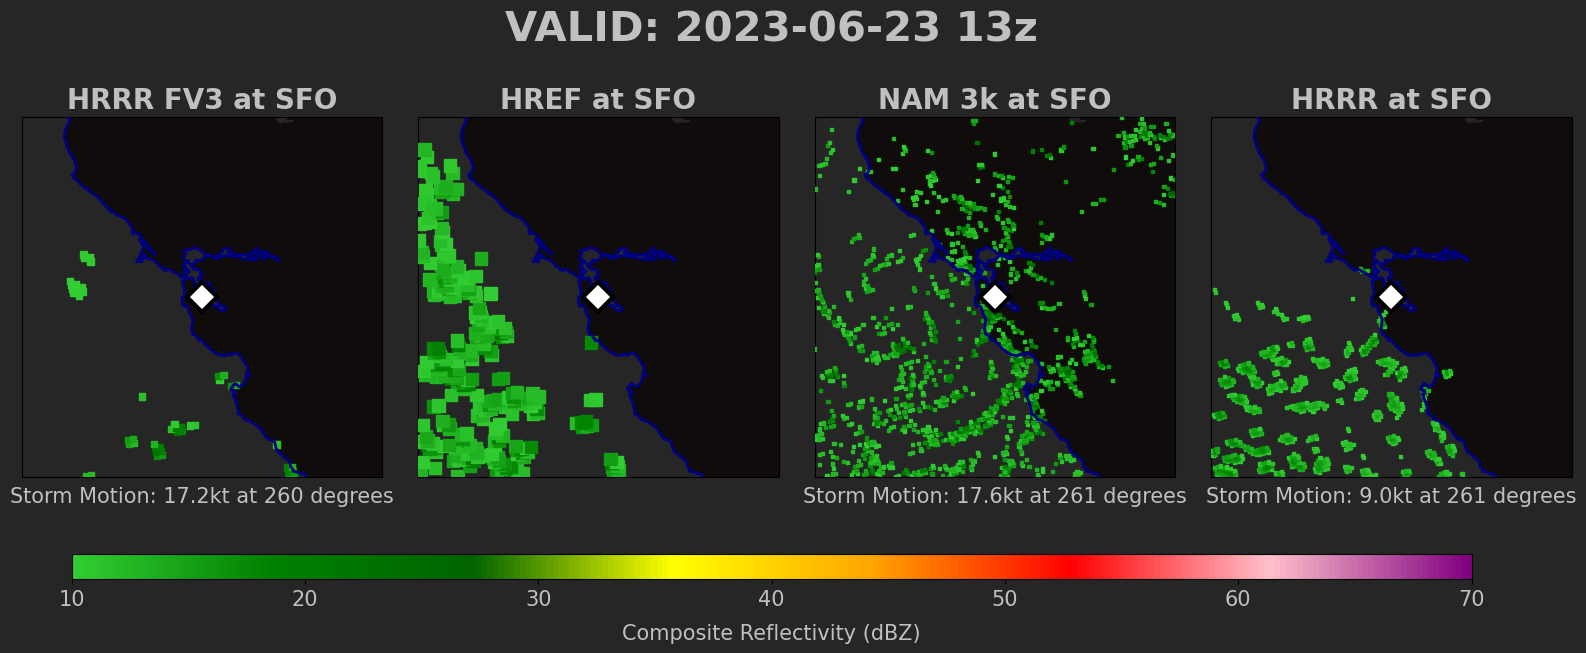 VALID: 2023-06-23 13z
HRRR FV3 at SFO
HREF at SFO
NAM 3k at SFO
HRRR at SFO
Storm Motion: 17.2kt at 260 degrees
Storm Motion: 17.6kt at 261 degrees
Storm Motion: 9.0kt at 261 degrees
10 20 30 40 50 60 70
Composite Reflectivity (dBZ)